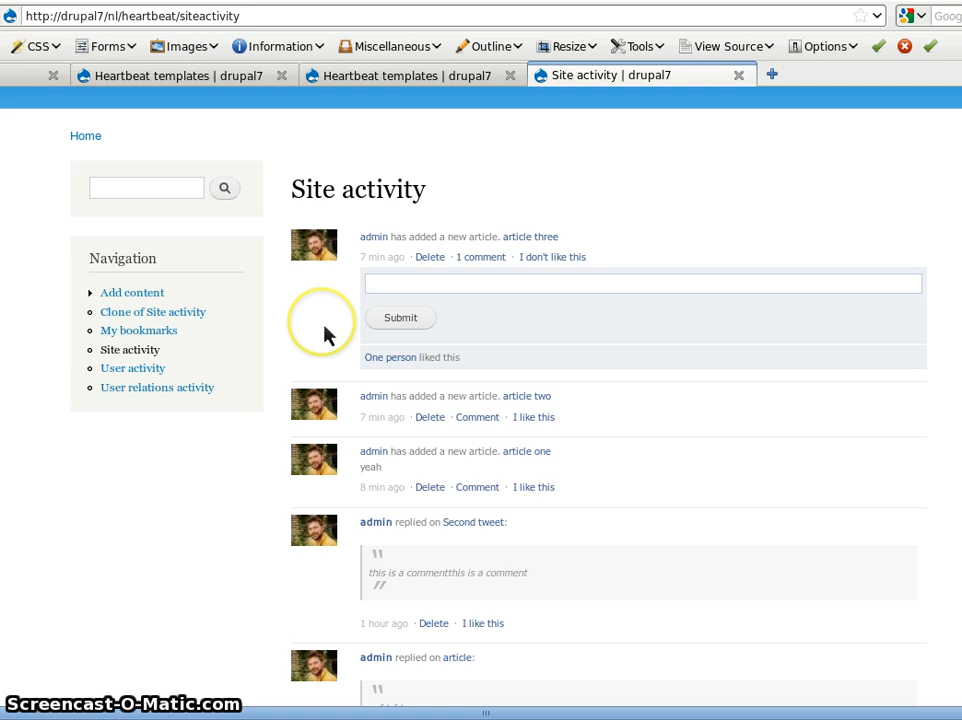 http://drupal7/nl/heartbeat/siteactivity
Goog
CSS Forms Images Information Miscellaneous Outline Resize Tools View Source Options
Heartbeat templates | drupal7 Heartbeat templates | drupal7 Site activity | drupal7
Home
Site activity
Navigation
Add content
Clone of Site activity
My bookmarks
Site activity
User activity
User relations activity
admin has added a new article. article three
7 min ago · Delete · 1 comment · I don't like this
Submit
One person liked this
admin has added a new article. article two
7 min ago · Delete · Comment · I like this
admin has added a new article. article one
yeah
8 min ago · Delete · Comment · I like this
admin replied on Second tweet:
"
this is a commentthis is a comment
"
1 hour ago · Delete · I like this
admin replied on article:
"
Screencast-O-Matic.com